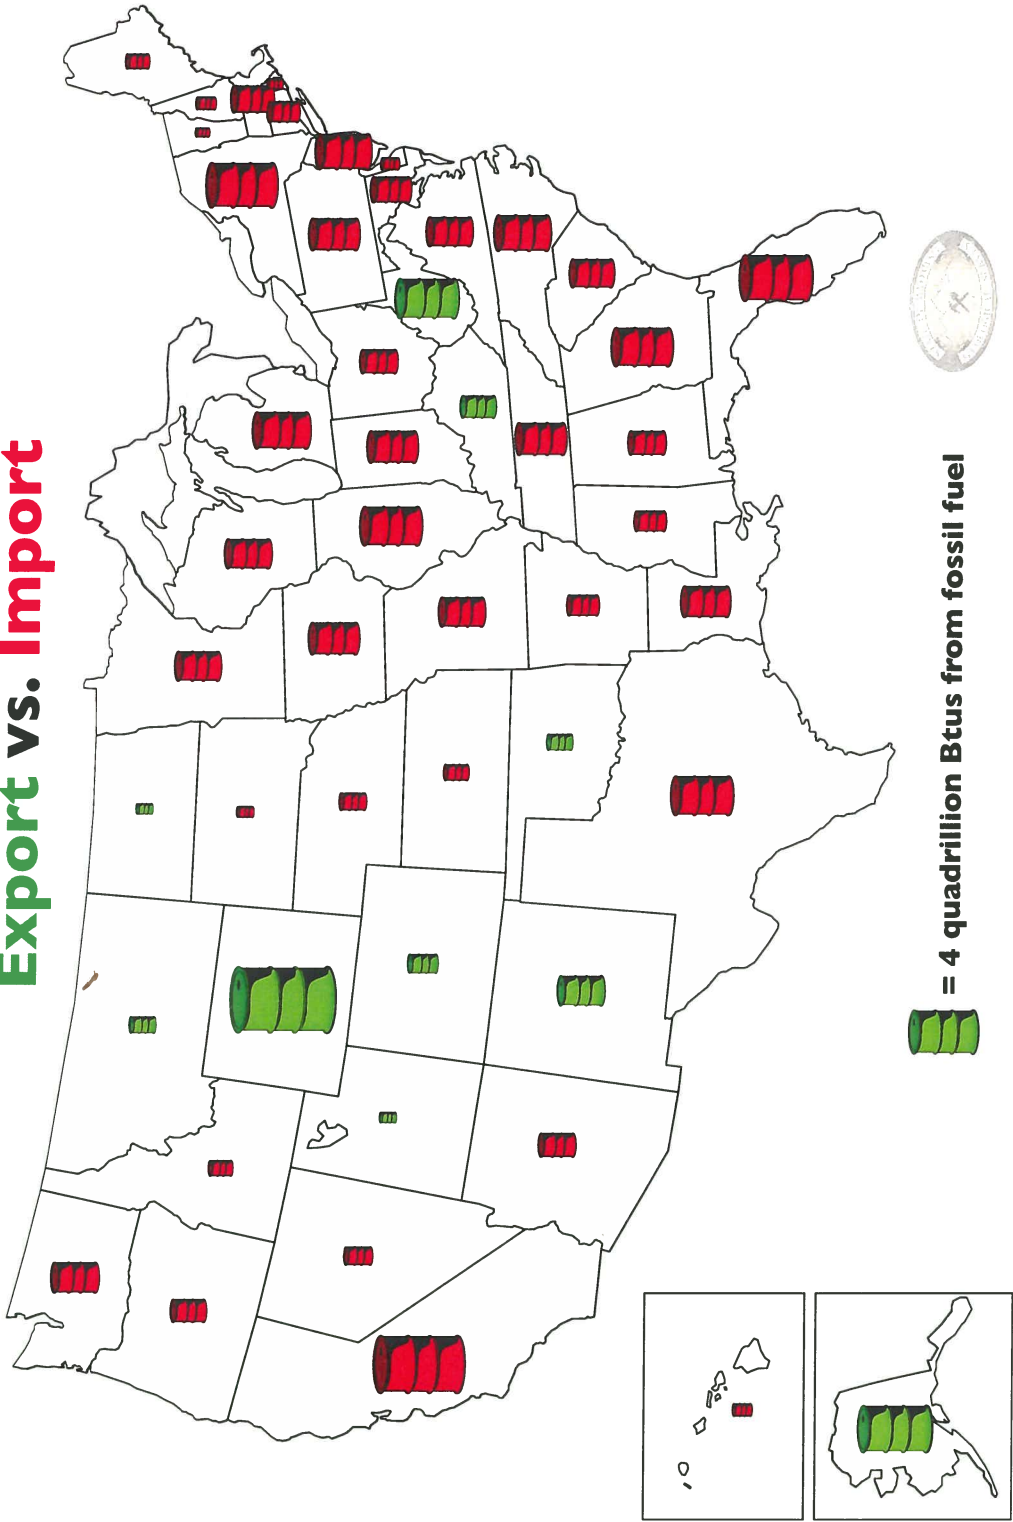 Export vs. Import
= 4 quadrillion Btus from fossil fuel